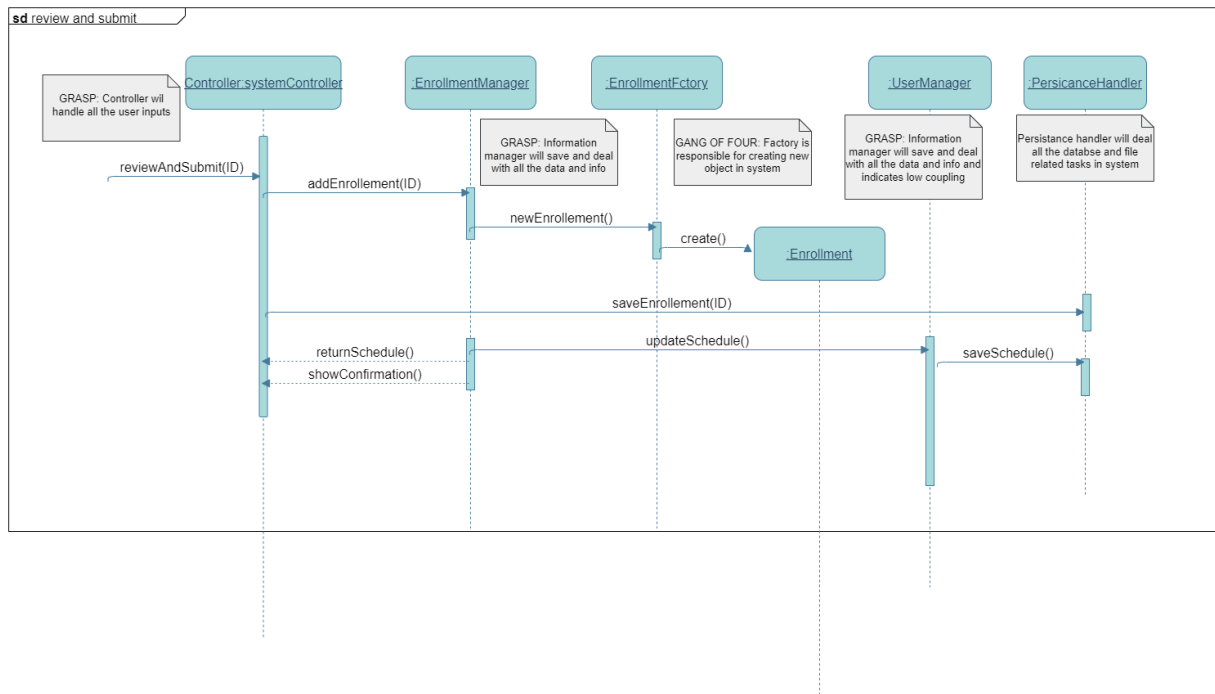 sd review and submit
Controller:systemController
:EnrollmentManager
:EnrollmentFctory
:UserManager
:PersicanceHandler
GRASP: Controller wil
handle all the user inputs
GRASP: Information
manager will save and deal
with all the data and info
GANG OF FOUR: Factory is
responsible for creating new
object in system
GRASP: Information
manager will save and deal
with all the data and info and
indicates low coupling
Persistance handler will deal
all the databse and file
related tasks in system
reviewAndSubmit(ID)
addEnrollement(ID)
newEnrollement()
create()
:Enrollment
saveEnrollement(ID)
updateSchedule()
returnSchedule()
saveSchedule()
showConfirmation()